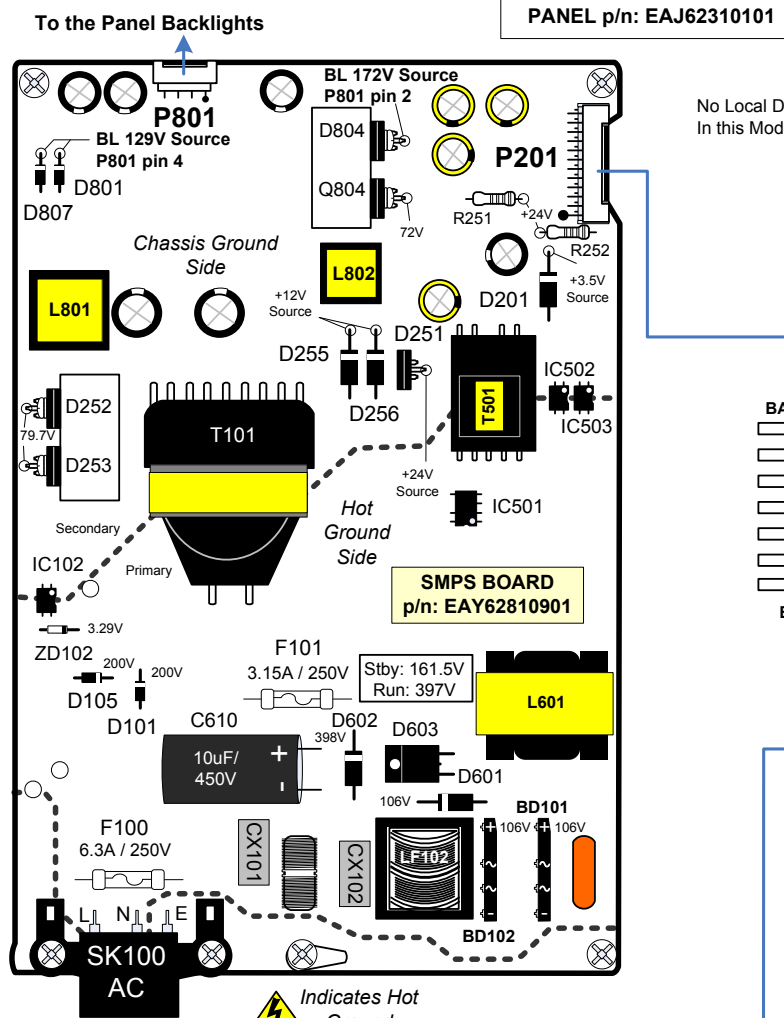 PANEL p/n: EAJ62310101
To the Panel Backlights
No Local D
In this Mod
P801
BL 129V Source
P801 pin 4
D801
D807
BL 172V Source
P801 pin 2
D804
Q804
72V
P201
R251
+24V
R252
+3.5V
Source
D201
Chassis Ground
Side
L801
L802
+12V
Source
D255
D256
D251
+24V
Source
T501
IC502
IC503
IC501
D252
79.7V
D253
T101
Secondary
Primary
Hot
Ground
Side
IC102
3.29V
ZD102
SMPS BOARD
p/n: EAY62810901
BA
E
200V
D105
200V
D101
F101
3.15A / 250V
Stby: 161.5V
Run: 397V
L601
C610
10uF/
450V
+
-
D602
398V
D603
D601
106V
BD101
106V
106V
+
~
~
-
+
~
~
-
BD102
F100
6.3A / 250V
CX101
CX102
LF102
L
N
E
SK100
AC
Indicates Hot